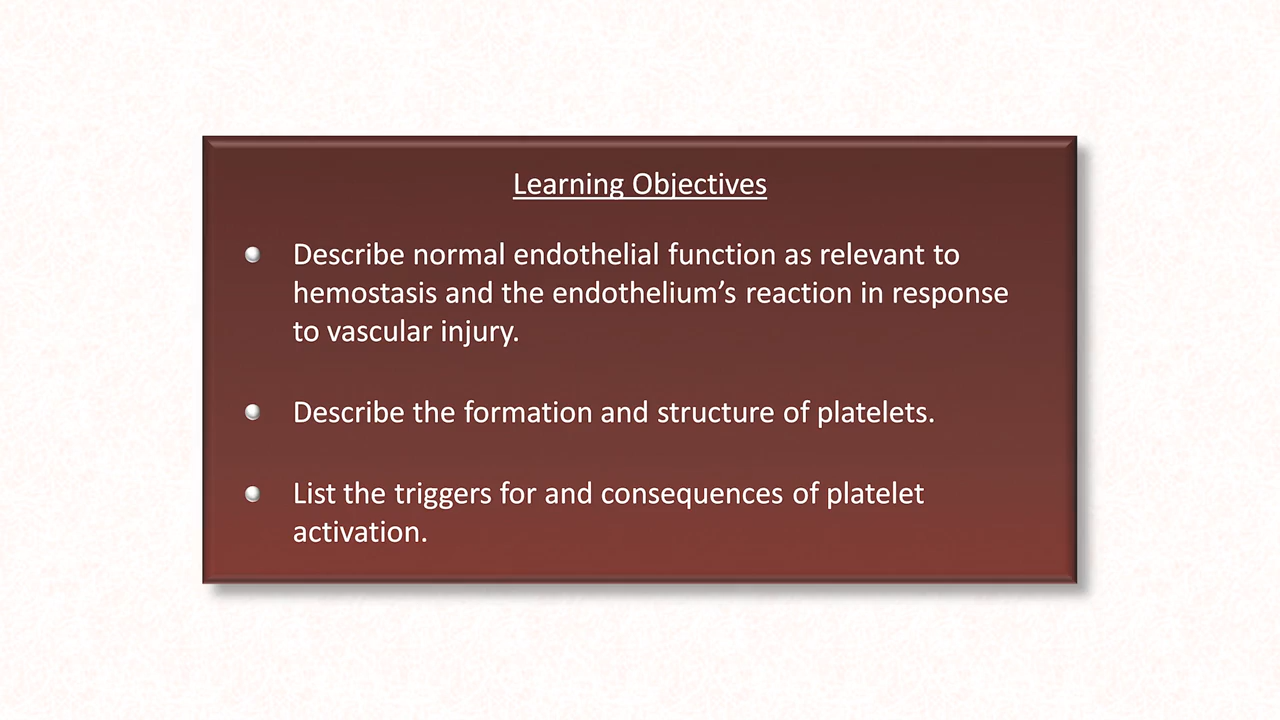 Learning Objectives
Describe normal endothelial function as relevant to
hemostasis and the endothelium’s reaction in response
to vascular injury.
Describe the formation and structure of platelets.
List the triggers for and consequences of platelet
activation.